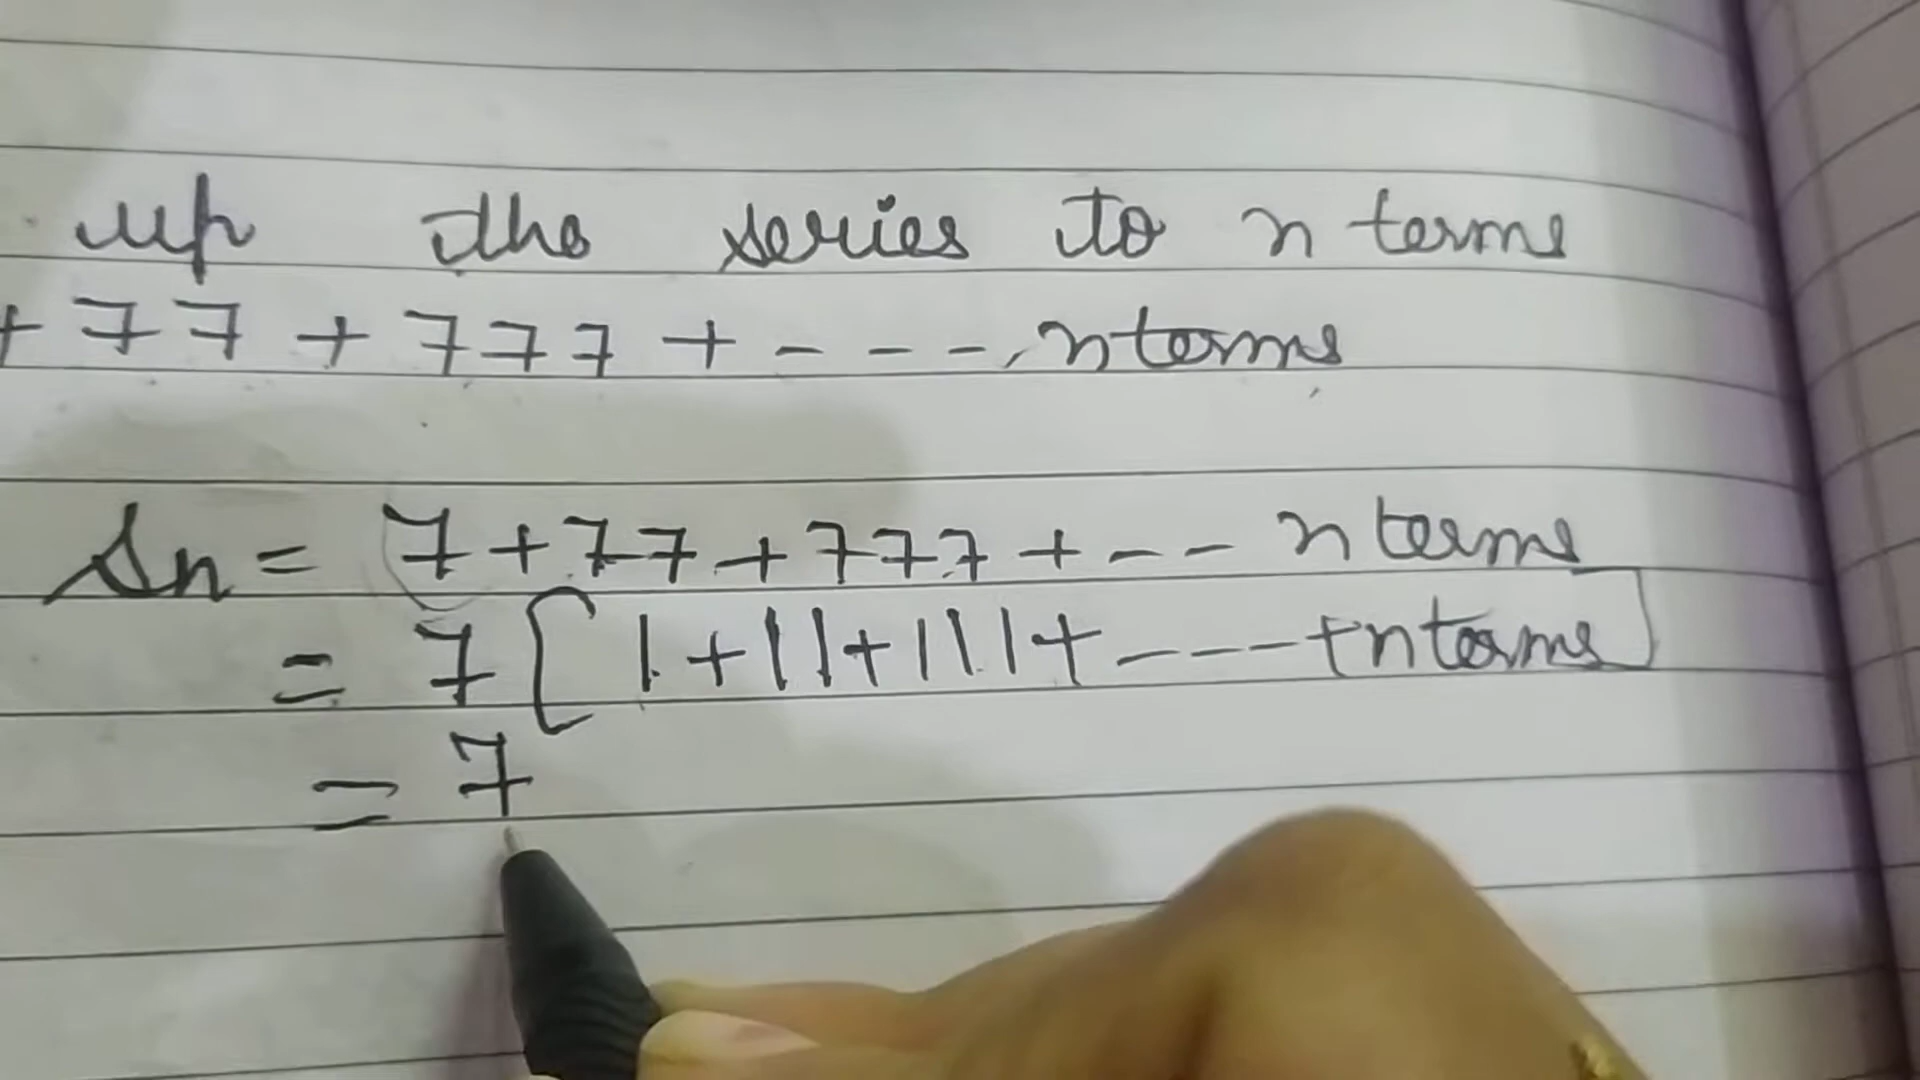 up the series to n terms
+ 77 + 777 + - - - , n terms
Sn = 7 + 77 + 777 + - - n terms
= 7 [ 1 + 11 + 111 + - - - - + n terms ]
= 7